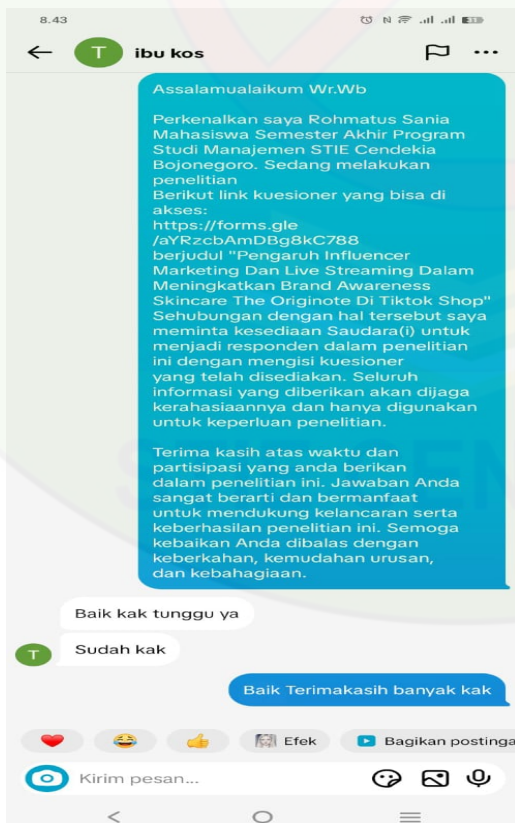 8.43
T
ibu kos
Assalamualaikum Wr.Wb
Perkenalkan saya Rohmatus Sania
Mahasiswa Semester Akhir Program
Studi Manajemen STIE Cendekia
Bojonegoro. Sedang melakukan
penelitian
Berikut link kuesioner yang bisa di
akses:
https://forms.gle
/aYRzcbAmDBg8kC788
berjudul "Pengaruh Influencer
Marketing Dan Live Streaming Dalam
Meningkatkan Brand Awareness
Skincare The Originote Di Tiktok Shop"
Sehubungan dengan hal tersebut saya
meminta kesediaan Saudara(i) untuk
menjadi responden dalam penelitian
ini dengan mengisi kuesioner
yang telah disediakan. Seluruh
informasi yang diberikan akan dijaga
kerahasiaannya dan hanya digunakan
untuk keperluan penelitian.
Terima kasih atas waktu dan
partisipasi yang anda berikan
dalam penelitian ini. Jawaban Anda
sangat berarti dan bermanfaat
untuk mendukung kelancaran serta
keberhasilan penelitian ini. Semoga
kebaikan Anda dibalas dengan
keberkahan, kemudahan urusan,
dan kebahagiaan.
Baik kak tunggu ya
T
Sudah kak
Baik Terimakasih banyak kak
Efek
Bagikan postinga
Kirim pesan...